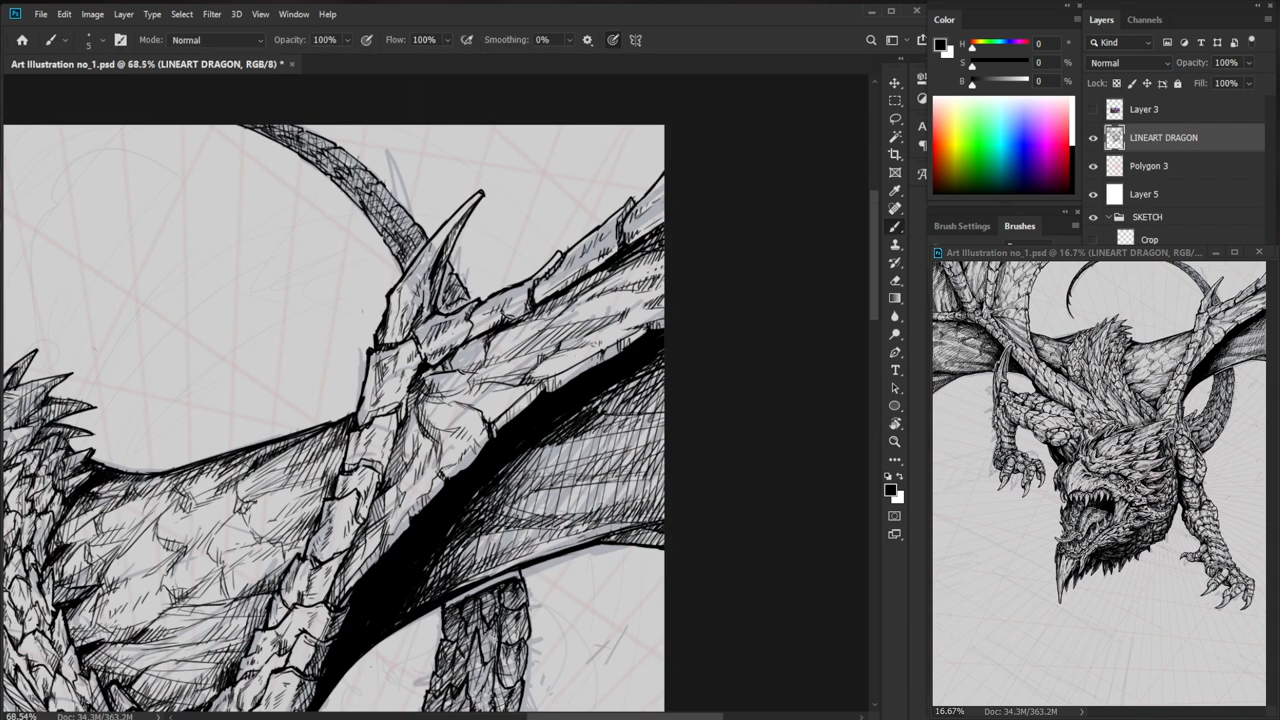 Ps File Edit Image Layer Type Select Filter 3D View Window Help
5 Mode: Normal Opacity: 100% Flow: 100% Smoothing: 0%
Art Illustration no_1.psd @ 68.5% (LINEART DRAGON, RGB/8) *
68.54% Doc: 34.3M/363.2M
Color
H 0 °
S 0 %
B 0 %
Brush Settings Brushes
Layers Channels
Kind
Normal Opacity: 100%
Lock: Fill: 100%
Layer 3
LINEART DRAGON
Polygon 3
Layer 5
SKETCH
Crop
Ps Art Illustration no_1.psd @ 16.7% (LINEART DRAGON, RGB/...
16.67% Doc: 34.3M/363.2M